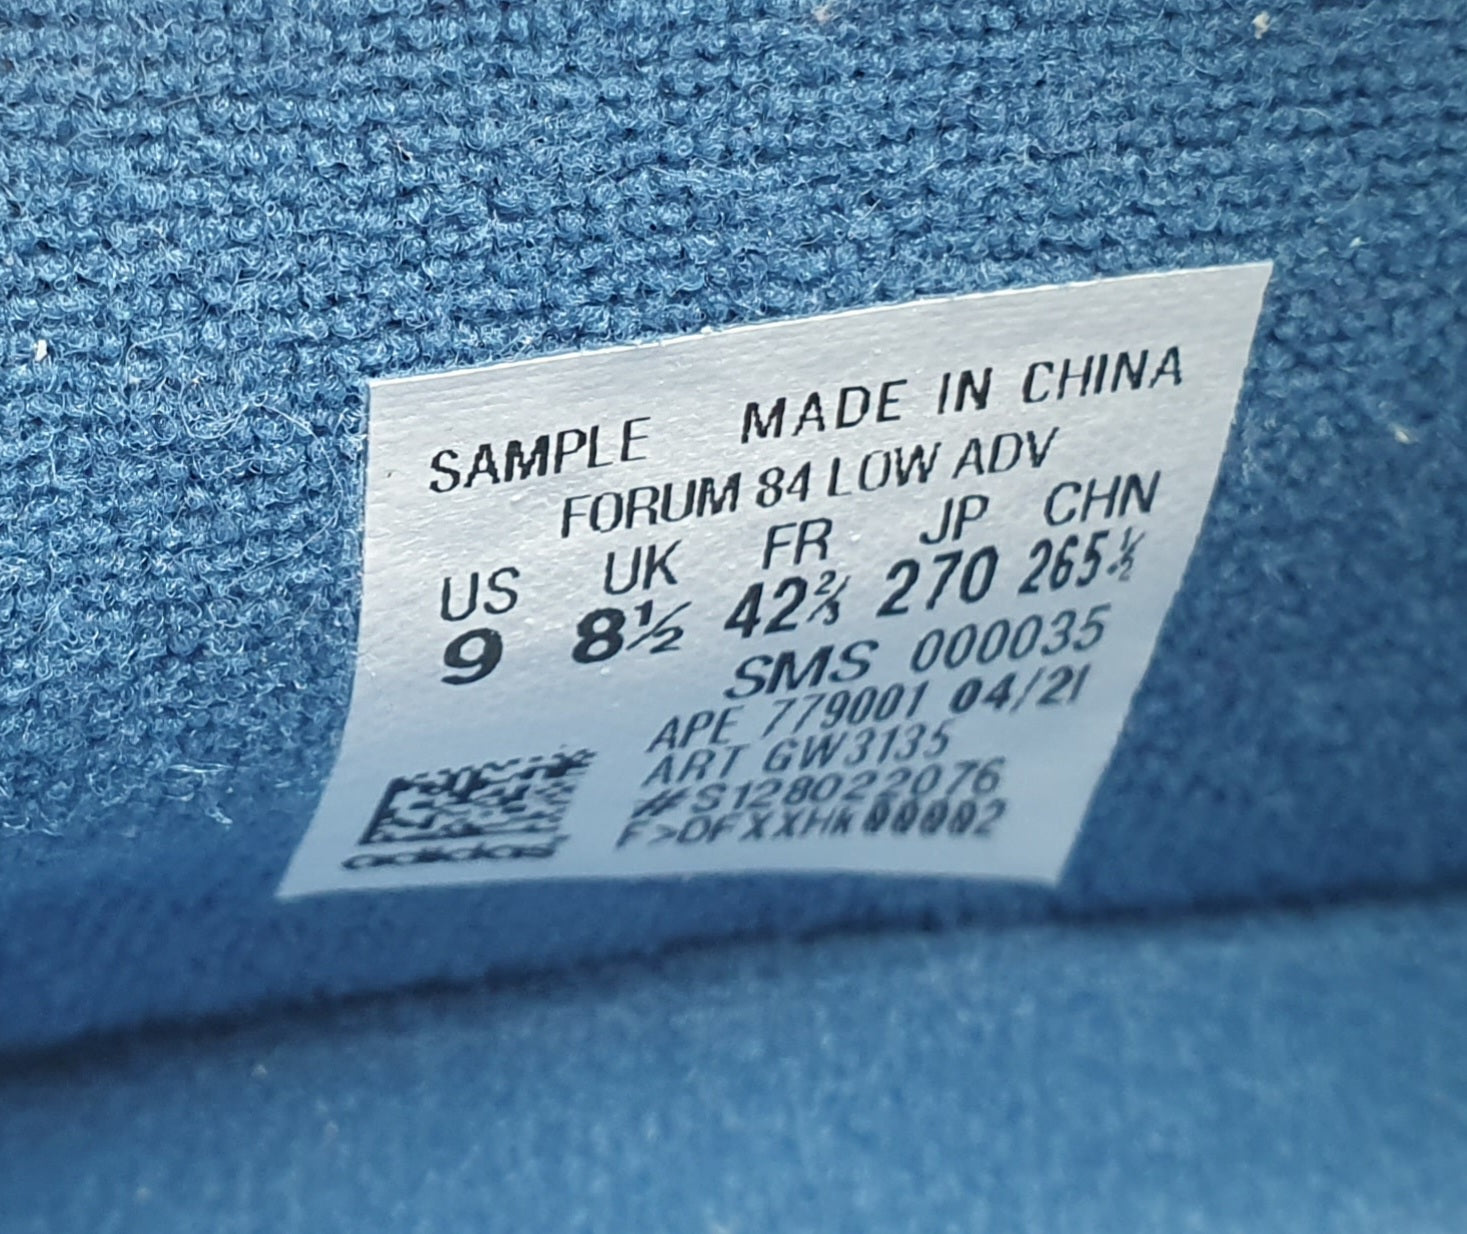 SAMPLE MADE IN CHINA
FORUM 84 LOW ADV
US UK FR JP CHN
9 8½ 42⅔ 270 265½
SMS 000035
APE 779001 04/21
ART GW3135
#S128022076
F>DFXXHK00002
adidas